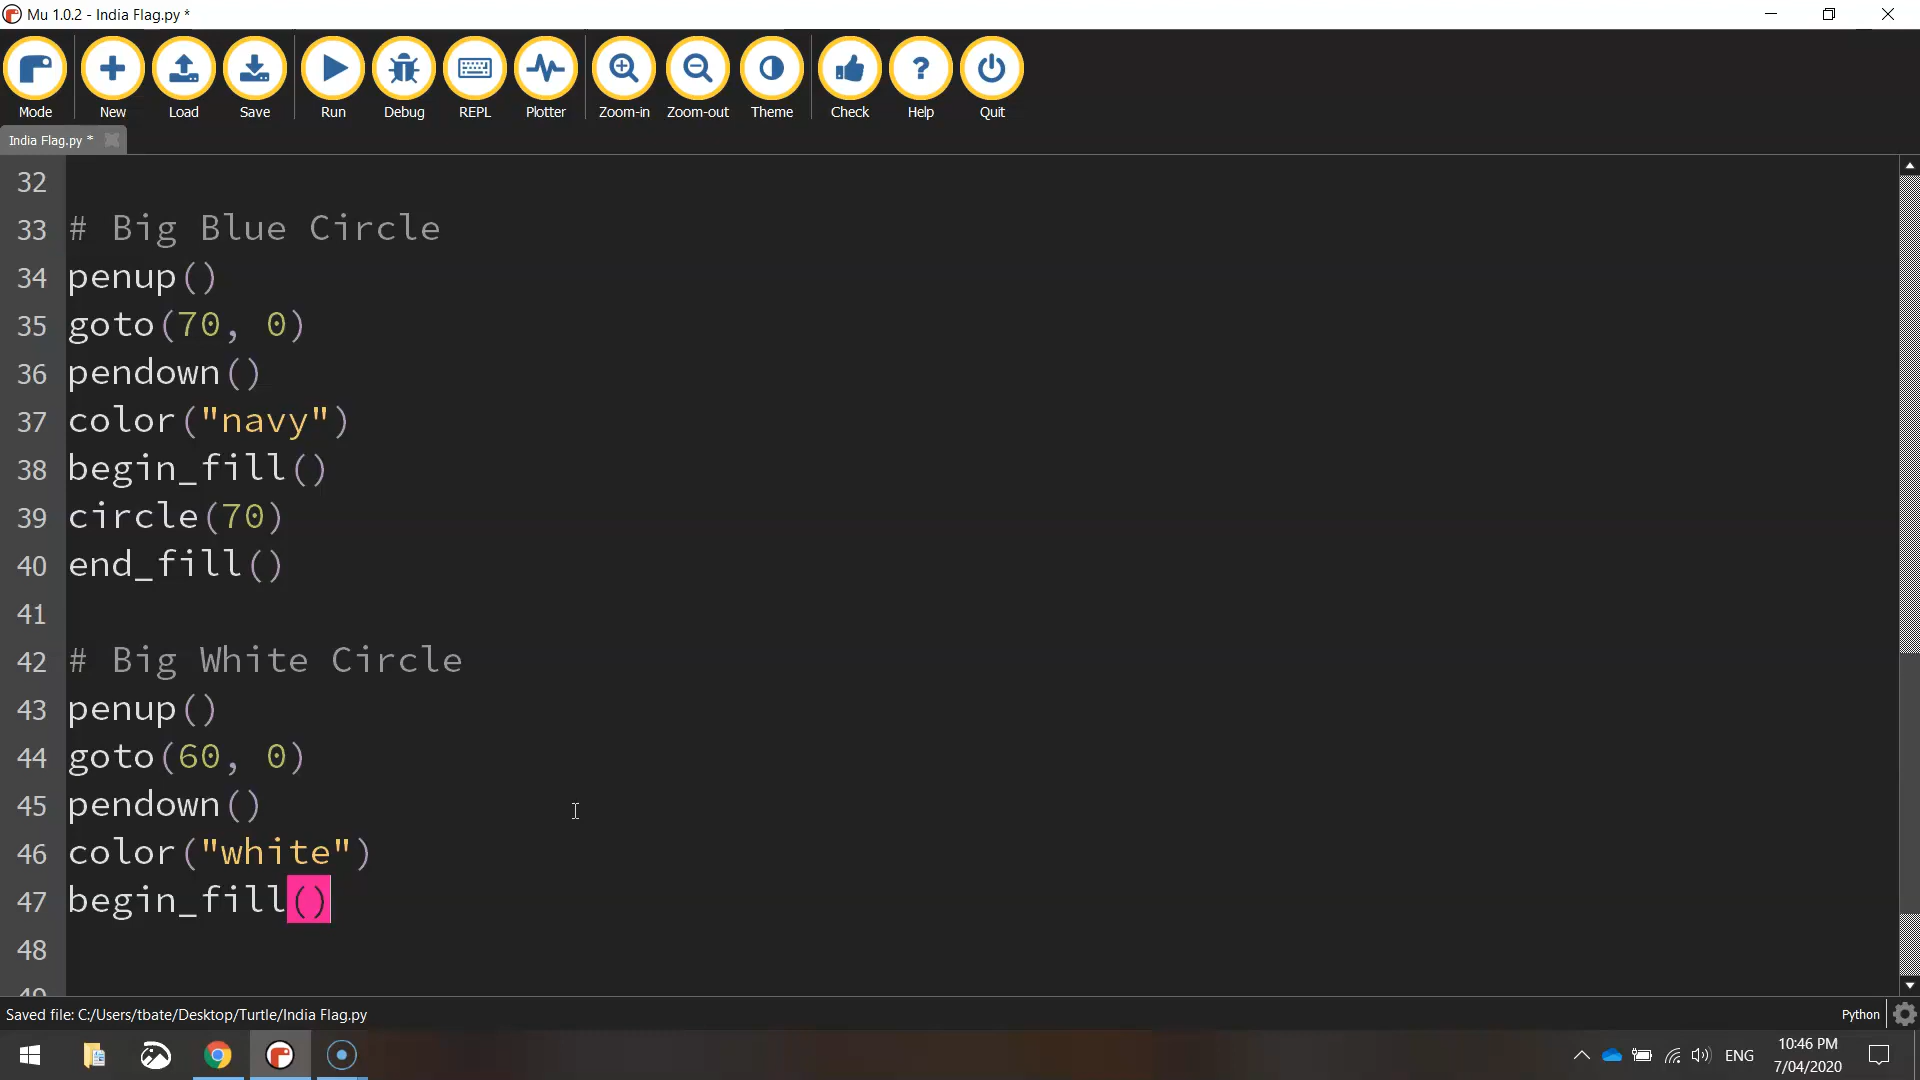 Mu 1.0.2 - India Flag.py *
Mode New Load Save Run Debug REPL Plotter Zoom-in Zoom-out Theme Check ? Help Quit
India Flag.py *
32
33 # Big Blue Circle
34 penup()
35 goto(70, 0)
36 pendown()
37 color("navy")
38 begin_fill()
39 circle(70)
40 end_fill()
41
42 # Big White Circle
43 penup()
44 goto(60, 0)
45 pendown()
46 color("white")
47 begin_fill()
48
49
Saved file: C:/Users/tbate/Desktop/Turtle/India Flag.py Python
ENG 10:46 PM
7/04/2020